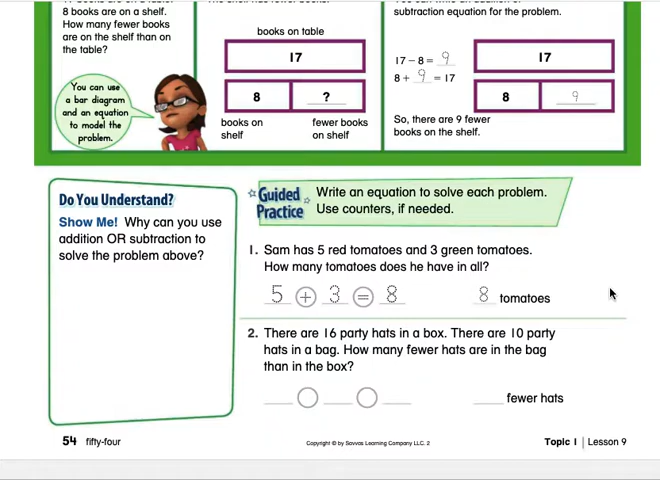 8 books are on a shelf.
How many fewer books
are on the shelf than on
the table?
You can use
a bar diagram
and an equation
to model the
problem.
books on table
17
8 ?
books on shelf
fewer books on shelf
subtraction equation for the problem.
17 – 8 = 9
8 + 9 = 17
17
8 9
So, there are 9 fewer
books on the shelf.
Do You Understand?
Show Me! Why can you use
addition OR subtraction to
solve the problem above?
☆ Guided Practice ☆
Write an equation to solve each problem.
Use counters, if needed.
1. Sam has 5 red tomatoes and 3 green tomatoes.
How many tomatoes does he have in all?
5 + 3 = 8 8 tomatoes
2. There are 16 party hats in a box. There are 10 party
hats in a bag. How many fewer hats are in the bag
than in the box?
fewer hats
54 fifty-four
Copyright © by Savvas Learning Company LLC. 2
Topic 1 | Lesson 9